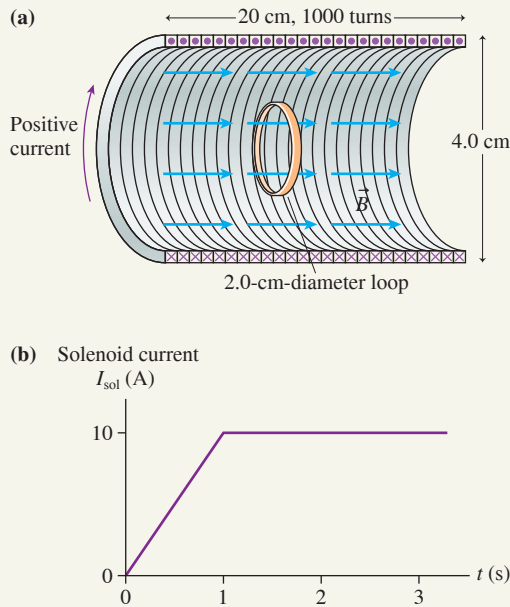 (a)
20 cm, 1000 turns
Positive
current
4.0 cm
B
2.0-cm-diameter loop
(b) Solenoid current
I_sol (A)
10
0
0 1 2 3
t (s)